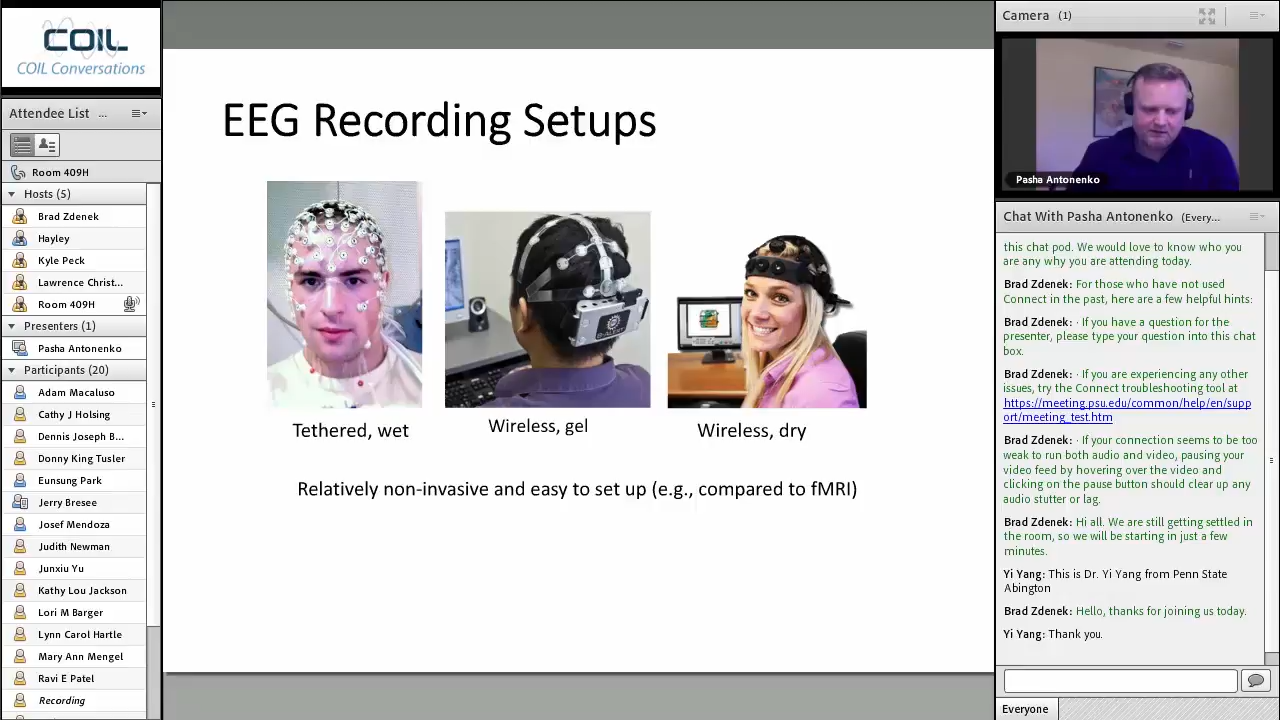 COIL
COIL Conversations
Attendee List ...
Room 409H
Hosts (5)
Brad Zdenek
Hayley
Kyle Peck
Lawrence Christ...
Room 409H
Presenters (1)
Pasha Antonenko
Participants (20)
Adam Macaluso
Cathy J Holsing
Dennis Joseph B...
Donny King Tusler
Eunsung Park
Jerry Bresee
Josef Mendoza
Judith Newman
Junxiu Yu
Kathy Lou Jackson
Lori M Barger
Lynn Carol Hartle
Mary Ann Mengel
Ravi E Patel
Recording
EEG Recording Setups
Tethered, wet
Wireless, gel
Wireless, dry
Relatively non-invasive and easy to set up (e.g., compared to fMRI)
Camera (1)
Pasha Antonenko
Chat With Pasha Antonenko (Every...
this chat pod. We would love to know who you
are any why you are attending today.
Brad Zdenek: For those who have not used
Connect in the past, here are a few helpful hints:
Brad Zdenek: · If you have a question for the
presenter, please type your question into this chat
box.
Brad Zdenek: · If you are experiencing any other
issues, try the Connect troubleshooting tool at
https://meeting.psu.edu/common/help/en/supp
ort/meeting_test.htm
Brad Zdenek: · If your connection seems to be too
weak to run both audio and video, pausing your
video feed by hovering over the video and
clicking on the pause button should clear up any
audio stutter or lag.
Brad Zdenek: Hi all. We are still getting settled in
the room, so we will be starting in just a few
minutes.
Yi Yang: This is Dr. Yi Yang from Penn State
Abington
Brad Zdenek: Hello, thanks for joining us today.
Yi Yang: Thank you.
Everyone